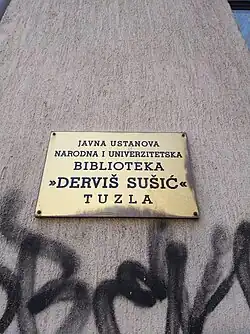 JAVNA USTANOVA
NARODNA I UNIVERZITETSKA
BIBLIOTEKA
»DERVIŠ SUŠIĆ«
TUZLA